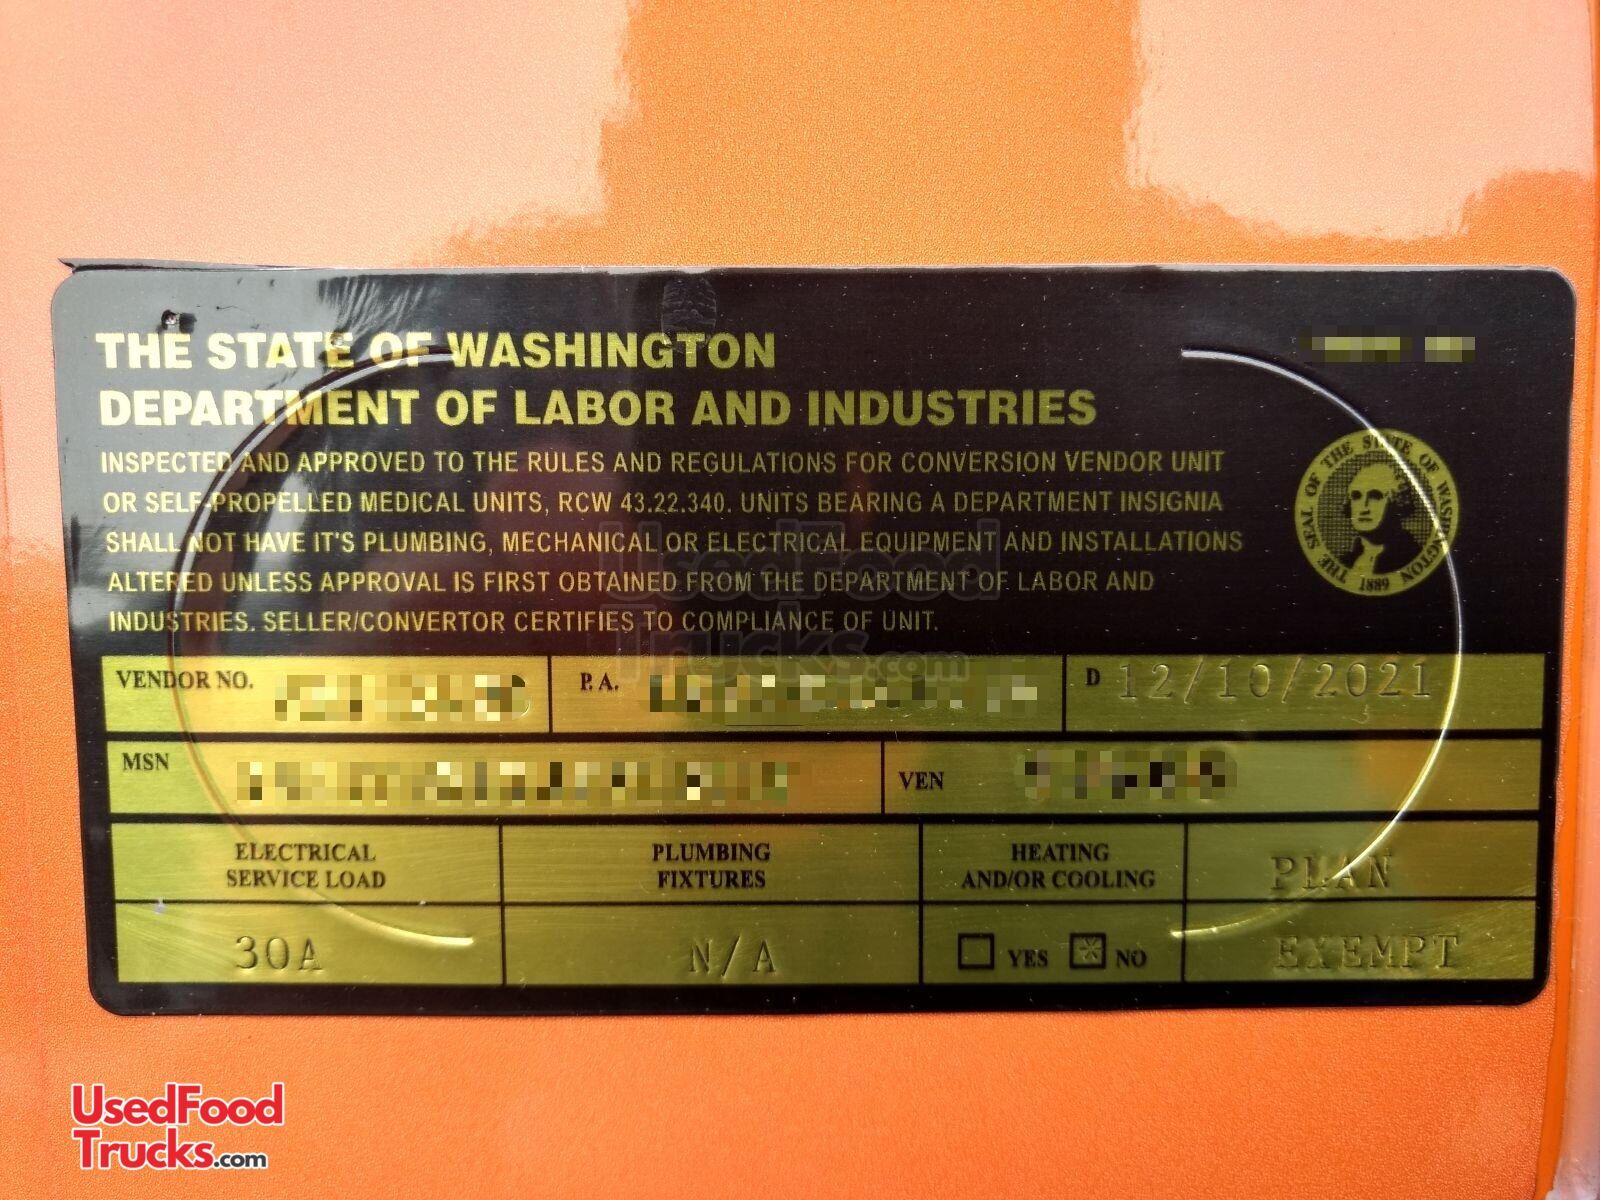 THE STATE OF WASHINGTON
DEPARTMENT OF LABOR AND INDUSTRIES
INSPECTED AND APPROVED TO THE RULES AND REGULATIONS FOR CONVERSION VENDOR UNIT
OR SELF-PROPELLED MEDICAL UNITS, RCW 43.22.340. UNITS BEARING A DEPARTMENT INSIGNIA
SHALL NOT HAVE IT'S PLUMBING, MECHANICAL OR ELECTRICAL EQUIPMENT AND INSTALLATIONS
ALTERED UNLESS APPROVAL IS FIRST OBTAINED FROM THE DEPARTMENT OF LABOR AND
INDUSTRIES. SELLER/CONVERTOR CERTIFIES TO COMPLIANCE OF UNIT.
THE SEAL OF THE STATE OF WASHINGTON
1889
UsedFood
Trucks.com
VENDOR NO. P.A. D 12/10/2021
MSN VEN
ELECTRICAL
SERVICE LOAD
PLUMBING
FIXTURES
HEATING
AND/OR COOLING
PLAN
30A N/A YES NO EXEMPT
UsedFood
Trucks.com